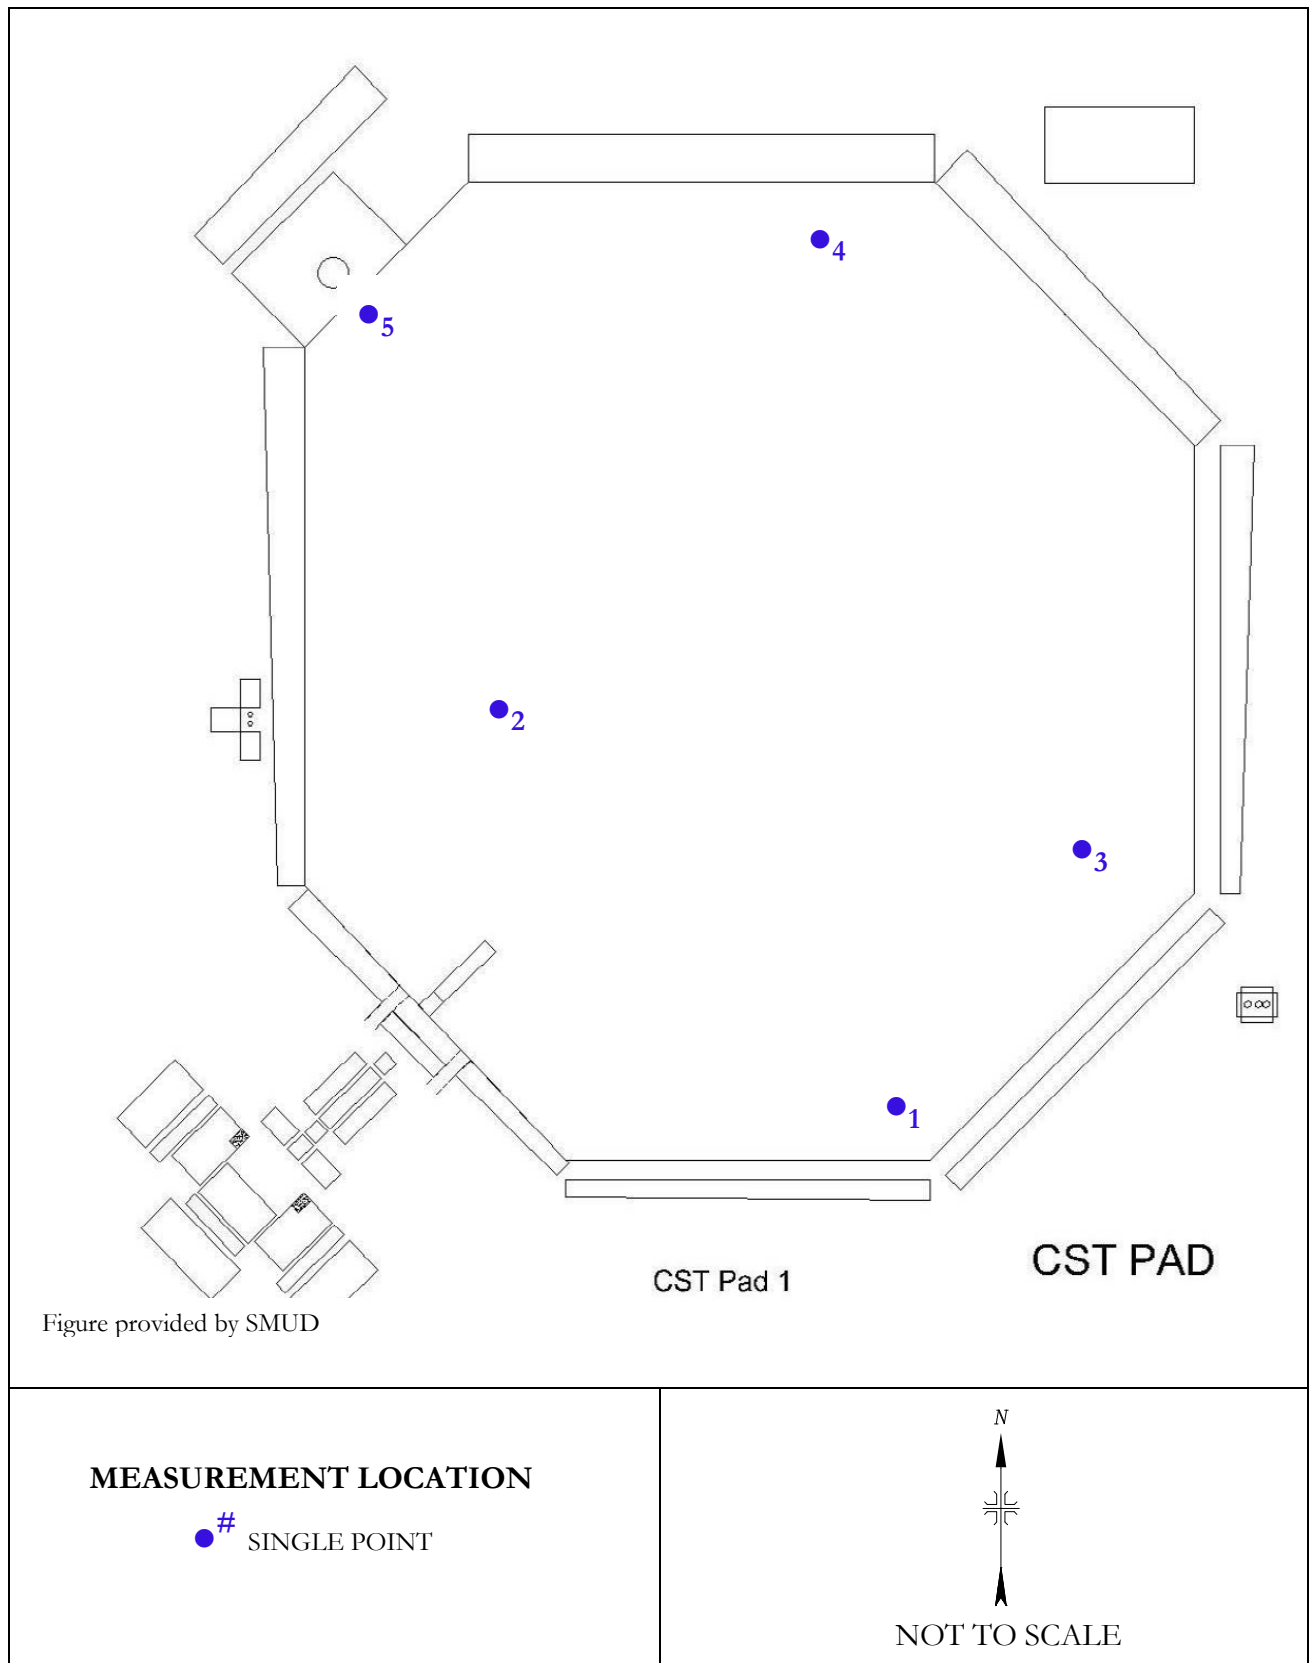 4
5
2
3
1
CST PAD
CST Pad 1
Figure provided by SMUD
MEASUREMENT LOCATION
# SINGLE POINT
N
NOT TO SCALE